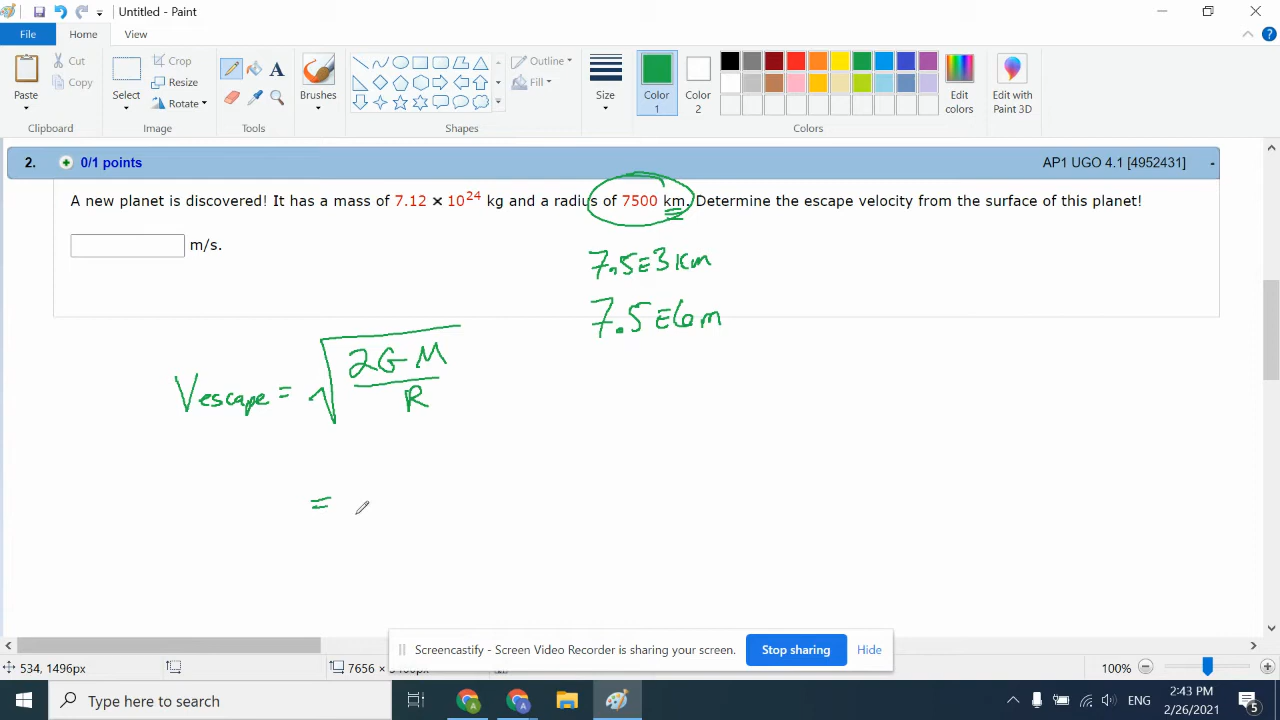 Untitled - Paint
File
Home
View
Paste
Cut
Copy
Clipboard
Select
Crop
Resize
Rotate
Image
A
Tools
Brushes
Outline
Fill
Shapes
Size
Color 1
Color 2
Edit colors
Colors
Edit with Paint 3D
2.
0/1 points
AP1 UGO 4.1 [4952431]
-
A new planet is discovered! It has a mass of 7.12 × 10^24 kg and a radius of 7500 km. Determine the escape velocity from the surface of this planet!
m/s.
7.5E3 km
7.5E6m
Vescape = √(2GM/R)
=
Screencastify - Screen Video Recorder is sharing your screen.
Stop sharing
Hide
534, 1496px
100%
Type here to search
ENG
2:43 PM
2/26/2021
5